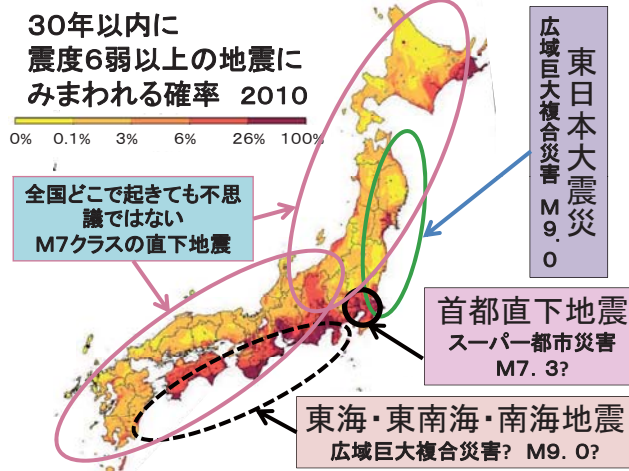 30年以内に
震度6弱以上の地震に
みまわれる確率 2010
0% 0.1% 3% 6% 26% 100%
全国どこで起きても不思
議ではない
M7クラスの直下地震
東日本大震災
広域巨大複合災害 M9.0
首都直下地震
スーパー都市災害
M7.3?
東海・東南海・南海地震
広域巨大複合災害? M9.0?